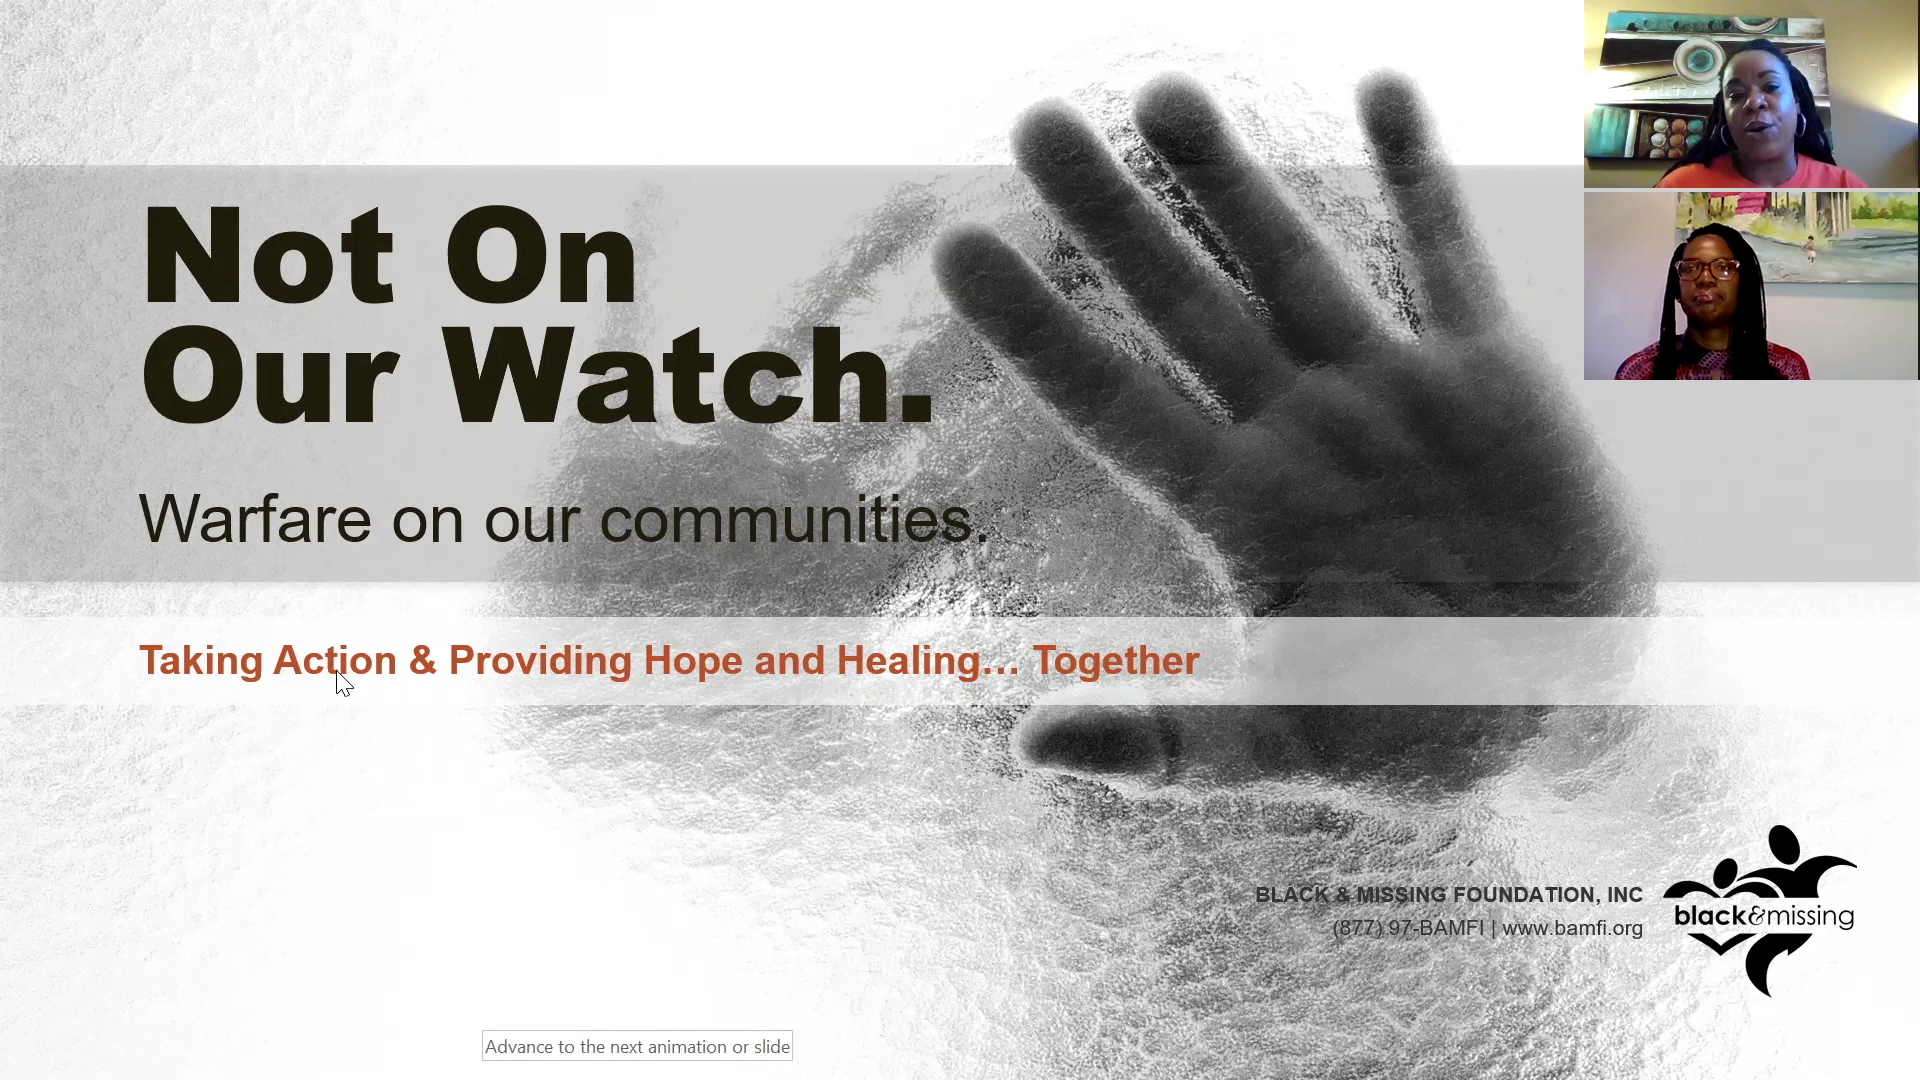 Not On
Our Watch.
Warfare on our communities.
Taking Action & Providing Hope and Healing... Together
BLACK & MISSING FOUNDATION, INC
(877) 97-BAMFI | www.bamfi.org
black&missing
Advance to the next animation or slide